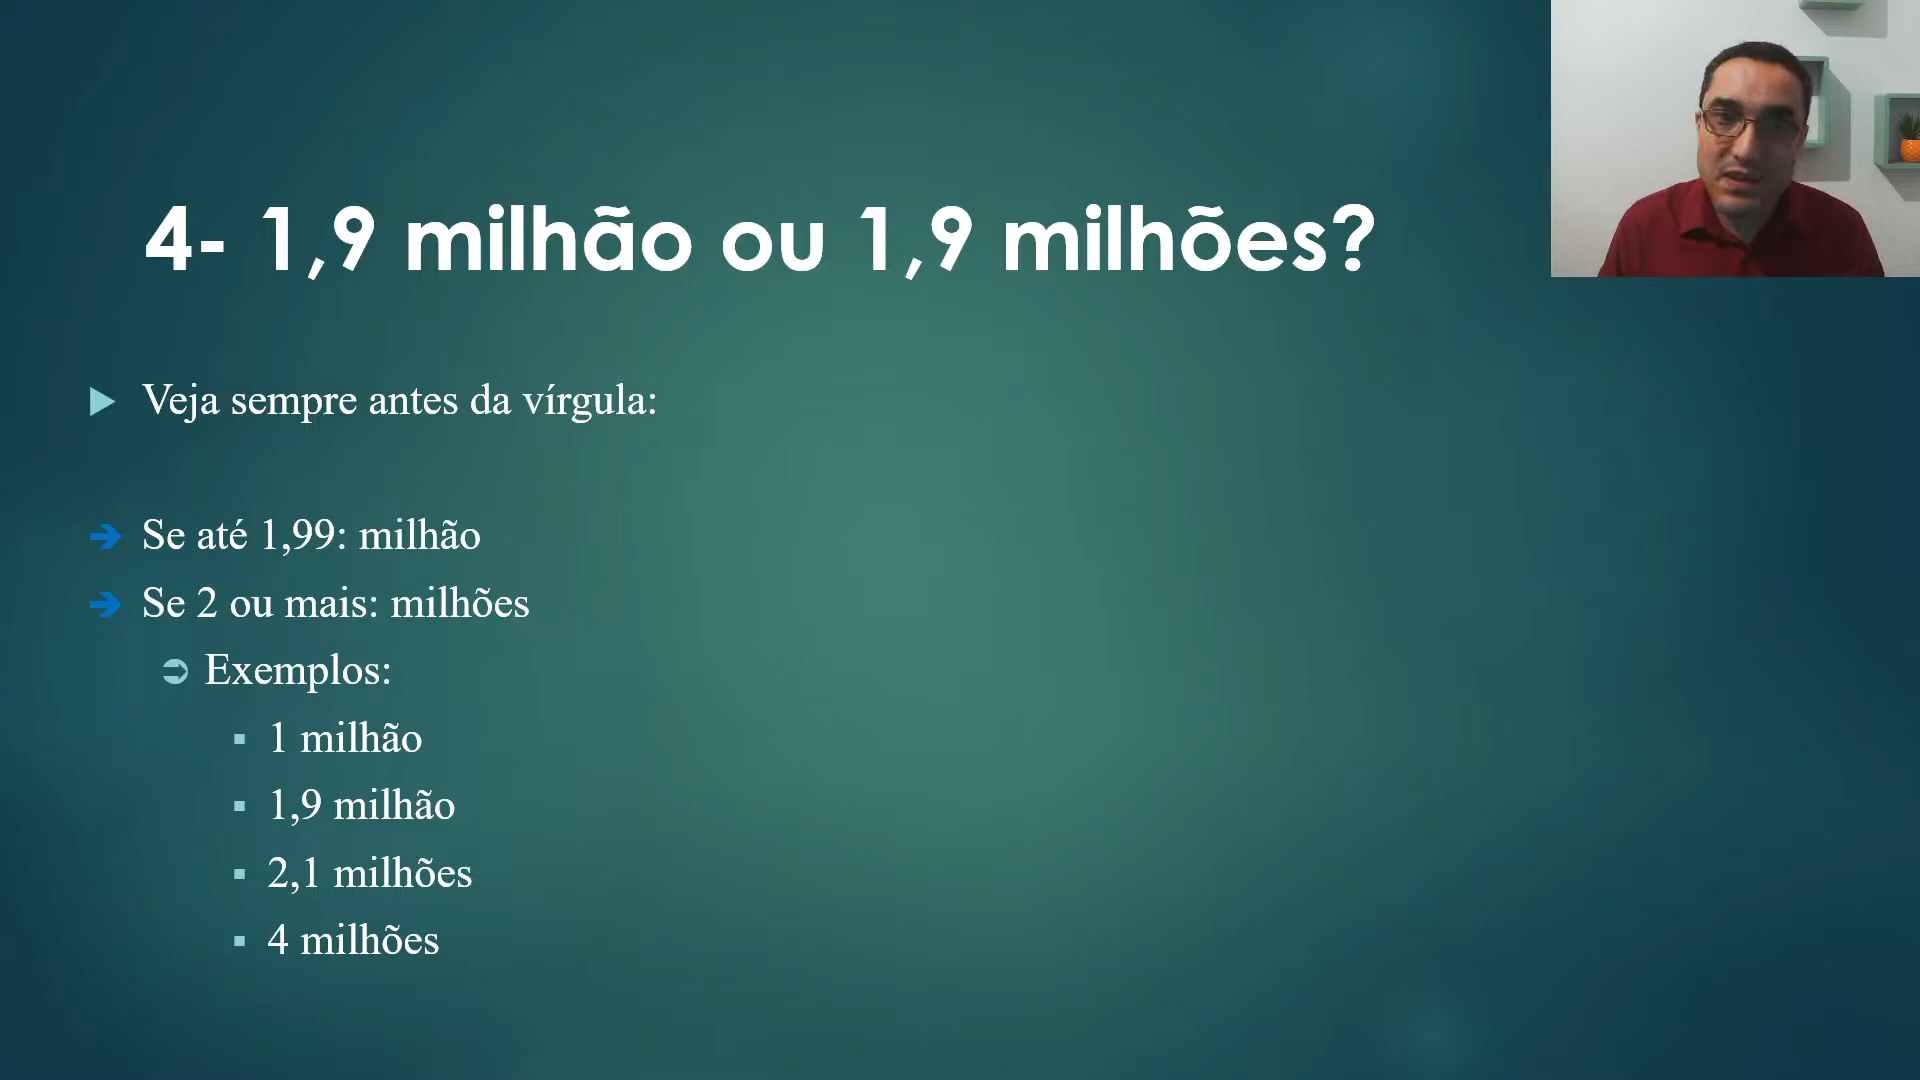 4- 1,9 milhão ou 1,9 milhões?
Veja sempre antes da vírgula:
Se até 1,99: milhão
Se 2 ou mais: milhões
Exemplos:
1 milhão
1,9 milhão
2,1 milhões
4 milhões